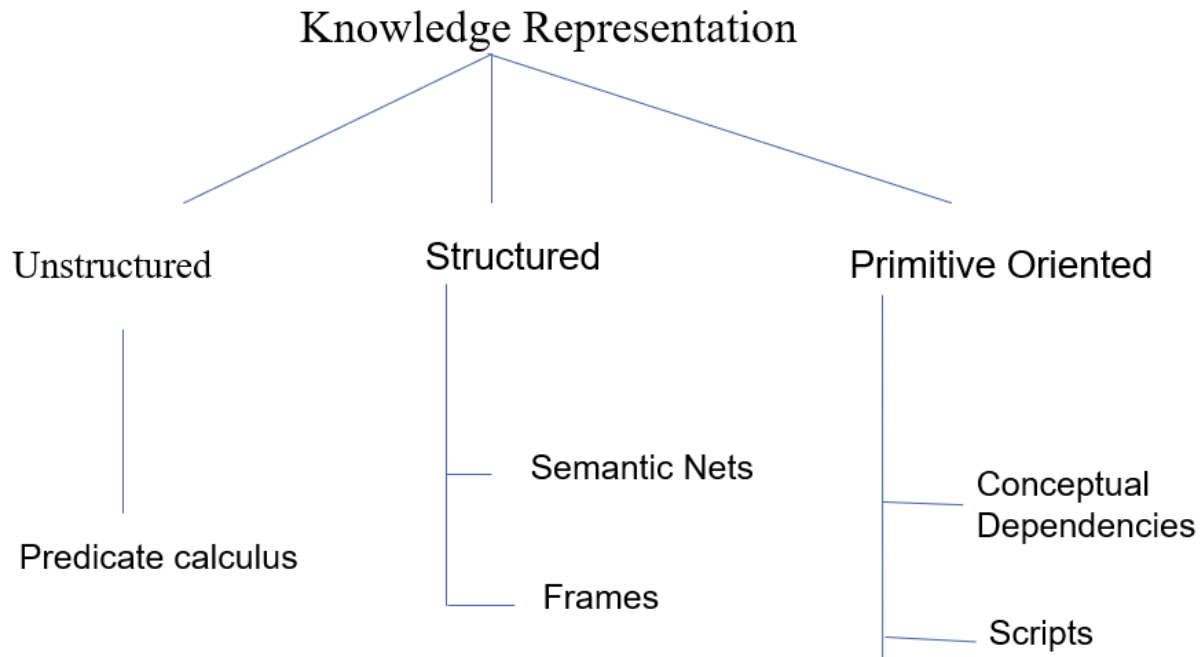 Knowledge Representation
Unstructured
Structured
Primitive Oriented
Predicate calculus
Semantic Nets
Frames
Conceptual
Dependencies
Scripts